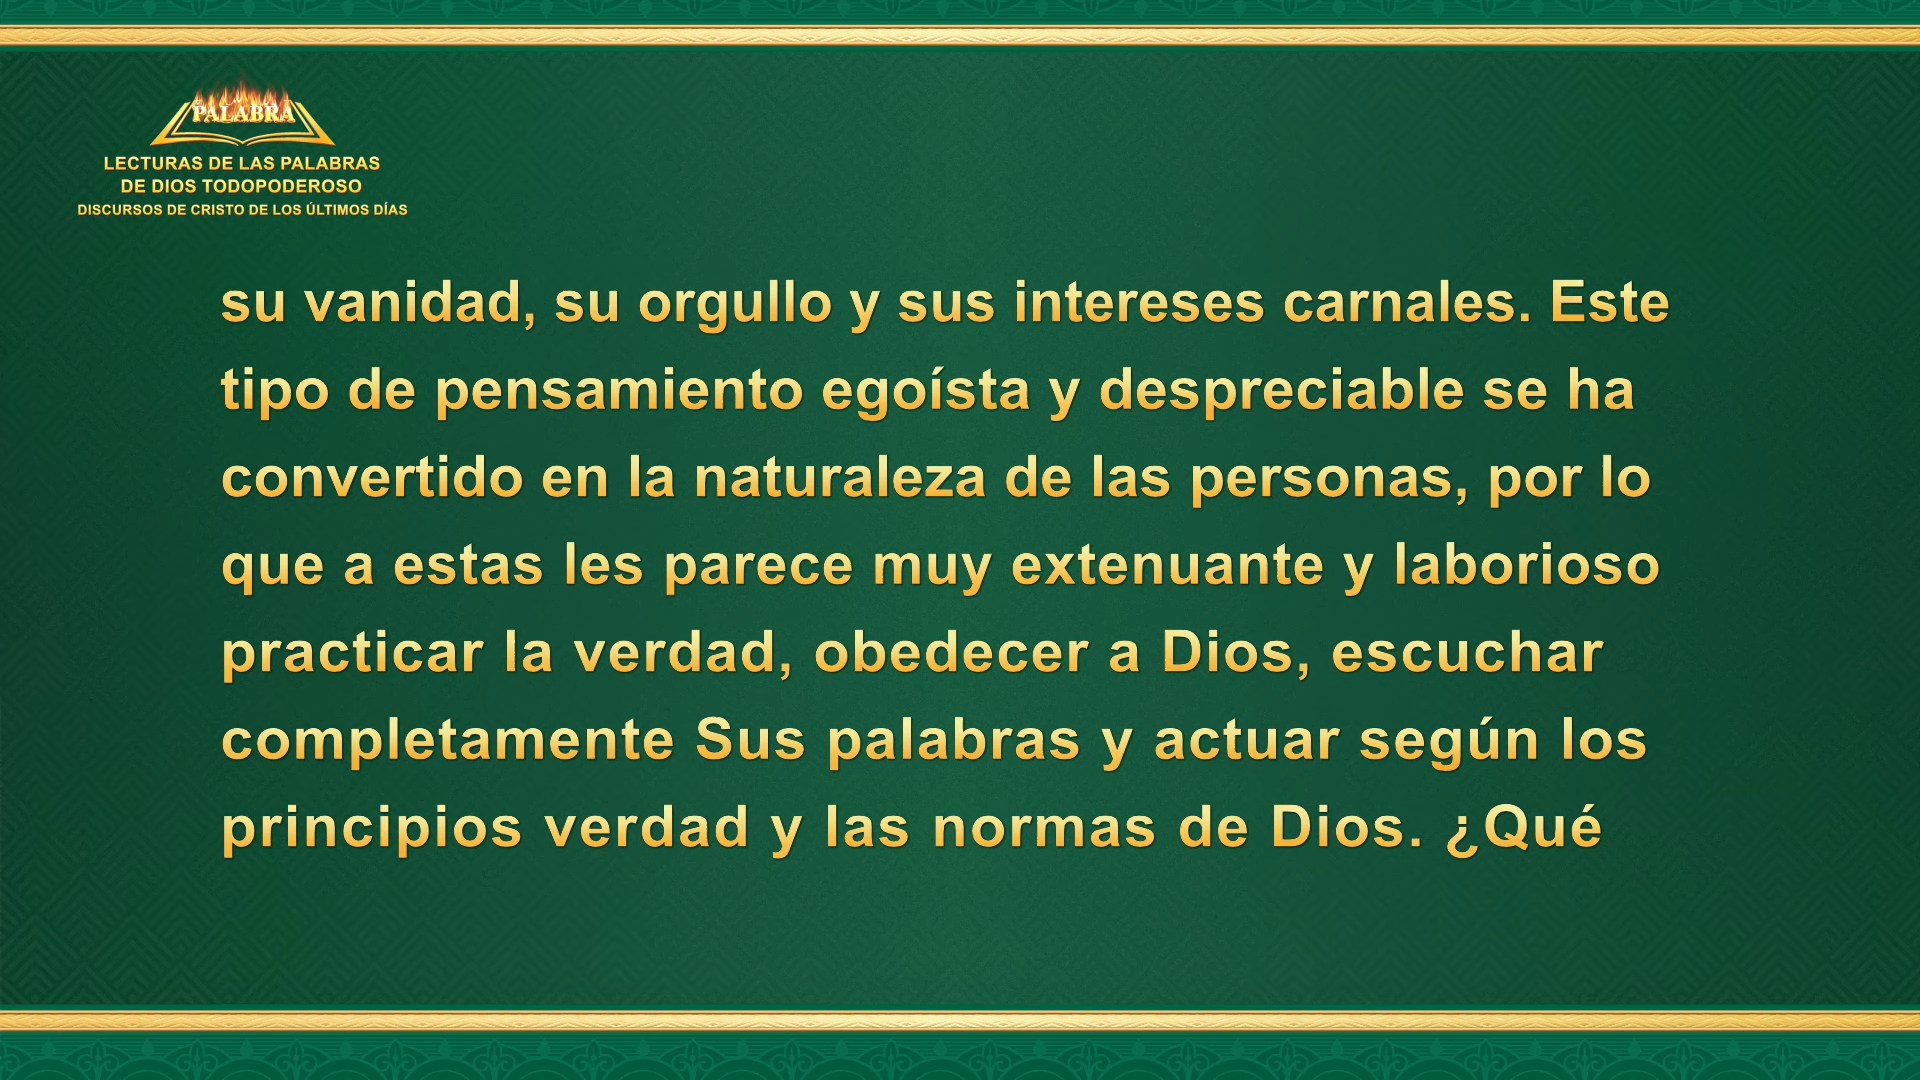 PALABRA
LECTURAS DE LAS PALABRAS
DE DIOS TODOPODEROSO
DISCURSOS DE CRISTO DE LOS ÚLTIMOS DÍAS
su vanidad, su orgullo y sus intereses carnales. Este
tipo de pensamiento egoísta y despreciable se ha
convertido en la naturaleza de las personas, por lo
que a estas les parece muy extenuante y laborioso
practicar la verdad, obedecer a Dios, escuchar
completamente Sus palabras y actuar según los
principios verdad y las normas de Dios. ¿Qué